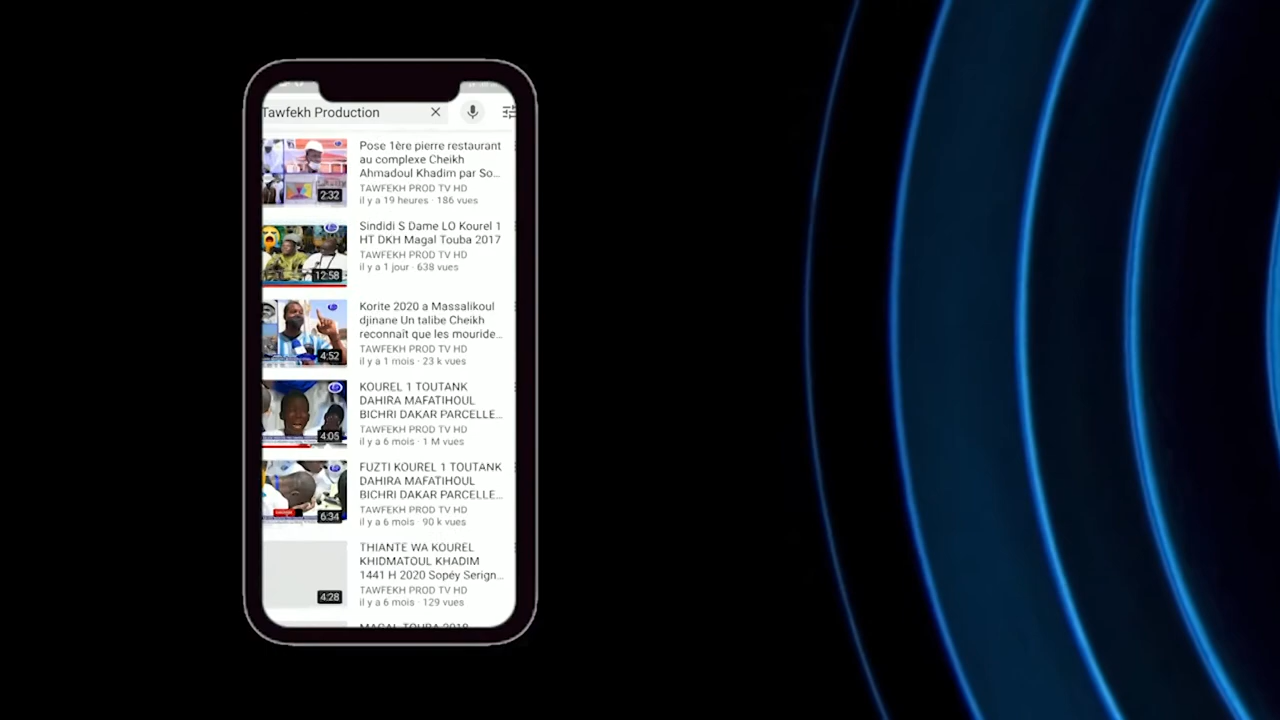 Tawfekh Production
Pose 1ère pierre restaurant
au complexe Cheikh
Ahmadoul Khadim par So...
TAWFEKH PROD TV HD
il y a 19 heures · 186 vues
2:32
Sindidi S Dame LO Kourel 1
HT DKH Magal Touba 2017
TAWFEKH PROD TV HD
il y a 1 jour · 638 vues
12:58
Korite 2020 a Massalikoul
djinane Un talibe Cheikh
reconnaît que les mouride...
TAWFEKH PROD TV HD
il y a 1 mois · 23 k vues
4:52
KOUREL 1 TOUTANK
DAHIRA MAFATIHOUL
BICHRI DAKAR PARCELLE...
TAWFEKH PROD TV HD
il y a 6 mois · 1 M vues
4:05
FUZTI KOUREL 1 TOUTANK
DAHIRA MAFATIHOUL
BICHRI DAKAR PARCELLE...
TAWFEKH PROD TV HD
il y a 6 mois · 90 k vues
6:34
THIANTE WA KOUREL
KHIDMATOUL KHADIM
1441 H 2020 Sopéy Serign...
TAWFEKH PROD TV HD
il y a 6 mois · 129 vues
4:28
MAGAL TOUBA 2018